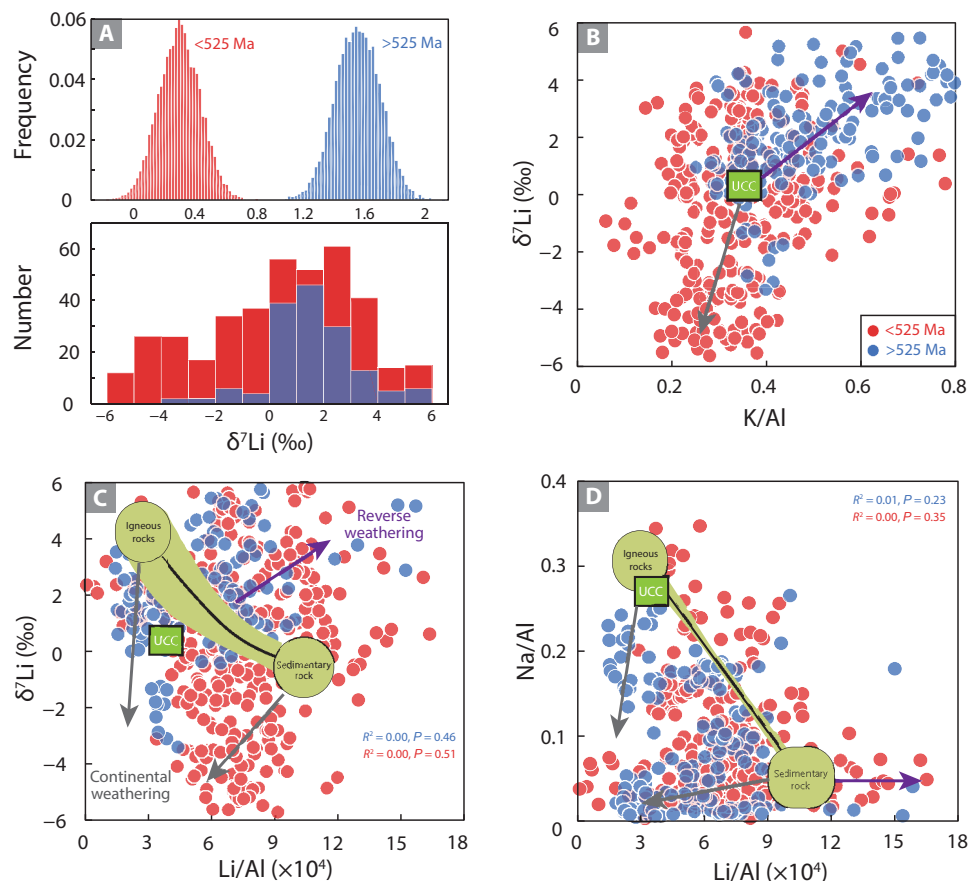 A
<525 Ma
>525 Ma
Frequency
0.06
0.04
0.02
0
0 0.4 0.8 1.2 1.6 2
Number
60
40
20
0
−6 −4 −2 0 2 4 6
δ⁷Li (‰)
B
δ⁷Li (‰)
6
4
2
0
−2
−4
−6
UCC
<525 Ma
>525 Ma
0 0.2 0.4 0.6 0.8
K/Al
C
δ⁷Li (‰)
6
4
2
0
−2
−4
−6
Igneous
rocks
Reverse
weathering
UCC
Sedimentary
rock
R² = 0.00, P = 0.46
R² = 0.00, P = 0.51
Continental
weathering
0 3 6 9 12 15 18
Li/Al (×10⁴)
D
Na/Al
0.4
0.3
0.2
0.1
0
R² = 0.01, P = 0.23
R² = 0.00, P = 0.35
Igneous
rocks
UCC
Sedimentary
rock
0 3 6 9 12 15 18
Li/Al (×10⁴)